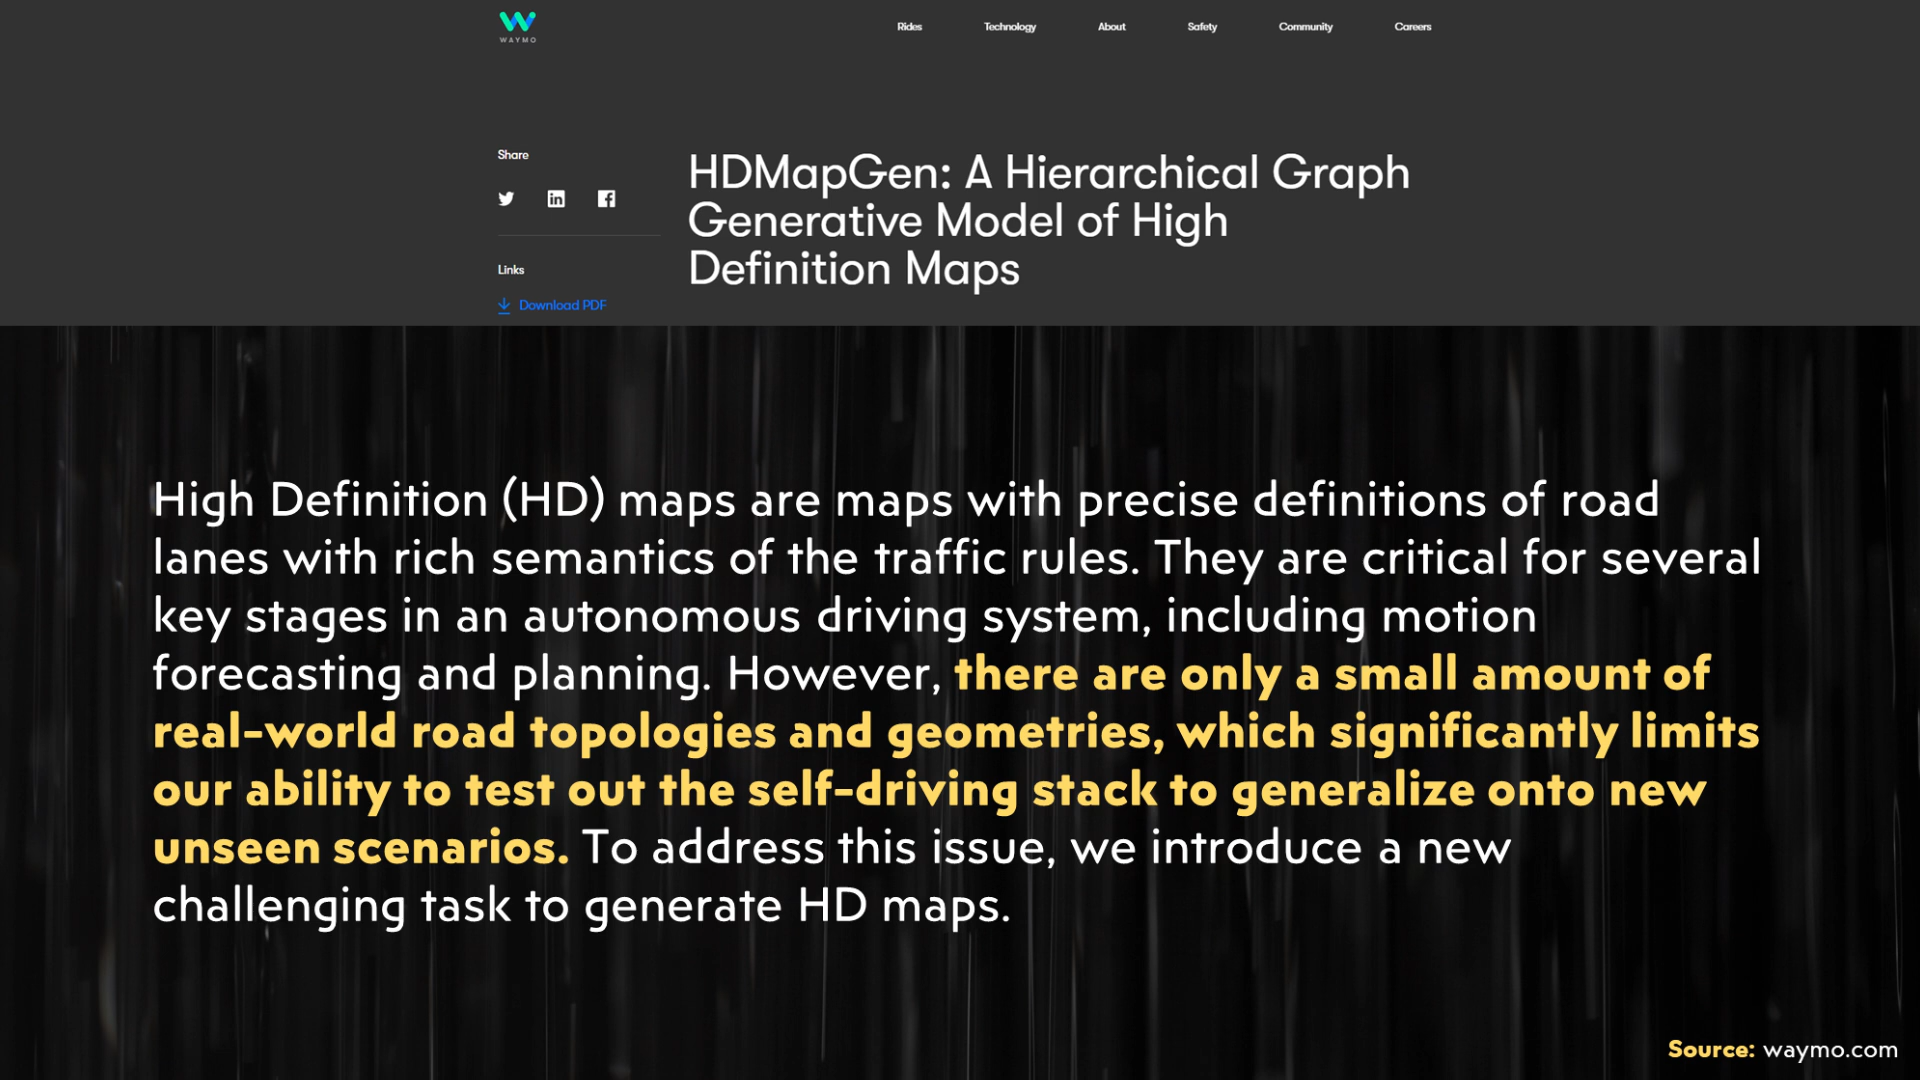 WAYMO
Rides Technology About Safety Community Careers
Share
HDMapGen: A Hierarchical Graph
Generative Model of High
Definition Maps
Links
Download PDF
High Definition (HD) maps are maps with precise definitions of road
lanes with rich semantics of the traffic rules. They are critical for several
key stages in an autonomous driving system, including motion
forecasting and planning. However, there are only a small amount of
real-world road topologies and geometries, which significantly limits
our ability to test out the self-driving stack to generalize onto new
unseen scenarios. To address this issue, we introduce a new
challenging task to generate HD maps.
Source: waymo.com